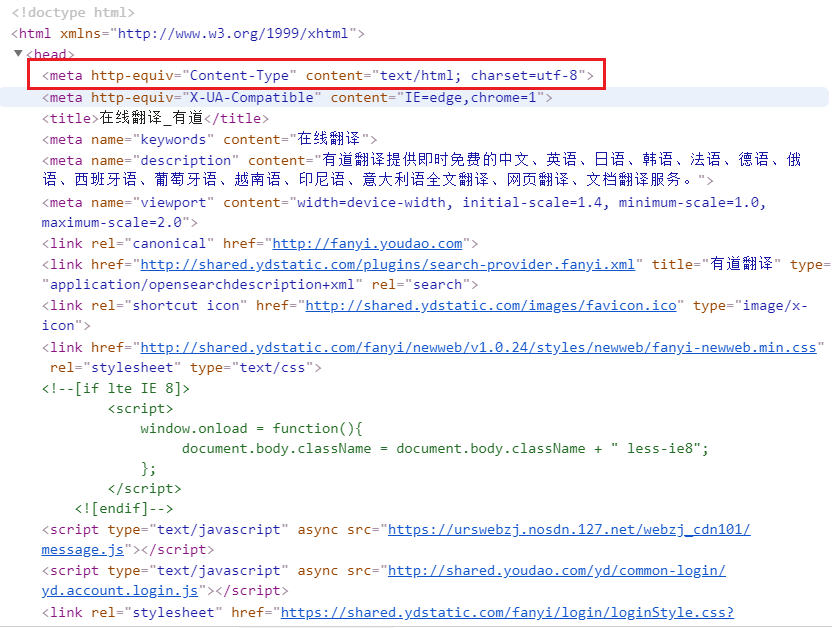 <!doctype html>
<html xmlns="http://www.w3.org/1999/xhtml">
▼<head>
<meta http-equiv="Content-Type" content="text/html; charset=utf-8">
<meta http-equiv="X-UA-Compatible" content="IE=edge,chrome=1">
<title>在线翻译_有道</title>
<meta name="keywords" content="在线翻译">
<meta name="description" content="有道翻译提供即时免费的中文、英语、日语、韩语、法语、德语、俄
语、西班牙语、葡萄牙语、越南语、印尼语、意大利语全文翻译、网页翻译、文档翻译服务。">
<meta name="viewport" content="width=device-width, initial-scale=1.4, minimum-scale=1.0,
maximum-scale=2.0">
<link rel="canonical" href="http://fanyi.youdao.com">
<link href="http://shared.ydstatic.com/plugins/search-provider.fanyi.xml" title="有道翻译" type=
"application/opensearchdescription+xml" rel="search">
<link rel="shortcut icon" href="http://shared.ydstatic.com/images/favicon.ico" type="image/x-
icon">
<link href="http://shared.ydstatic.com/fanyi/newweb/v1.0.24/styles/newweb/fanyi-newweb.min.css"
rel="stylesheet" type="text/css">
<!--[if lte IE 8]>
<script>
window.onload = function(){
document.body.className = document.body.className + " less-ie8";
};
</script>
<![endif]-->
<script type="text/javascript" async src="https://urswebzj.nosdn.127.net/webzj_cdn101/
message.js"></script>
<script type="text/javascript" async src="http://shared.youdao.com/yd/common-login/
yd.account.login.js"></script>
<link rel="stylesheet" href="https://shared.ydstatic.com/fanyi/login/loginStyle.css?